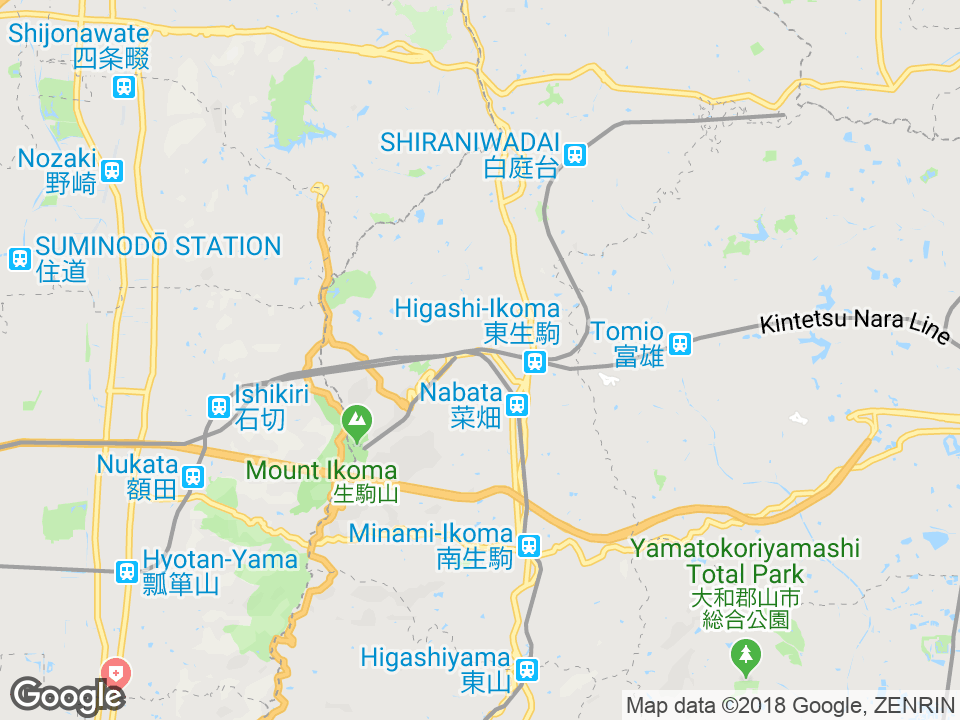 Shijonawate
四条畷
Nozaki
野崎
SHIRANIWADAI
白庭台
SUMINODŌ STATION
住道
Higashi-Ikoma
東生駒
Tomio
富雄
Kintetsu Nara Line
Ishikiri
石切
Nabata
菜畑
Nukata
額田
Mount Ikoma
生駒山
Minami-Ikoma
南生駒
Hyotan-Yama
瓢箪山
Yamatokoriyamashi
Total Park
大和郡山市
総合公園
Higashiyama
東山
Google
Map data ©2018 Google, ZENRIN